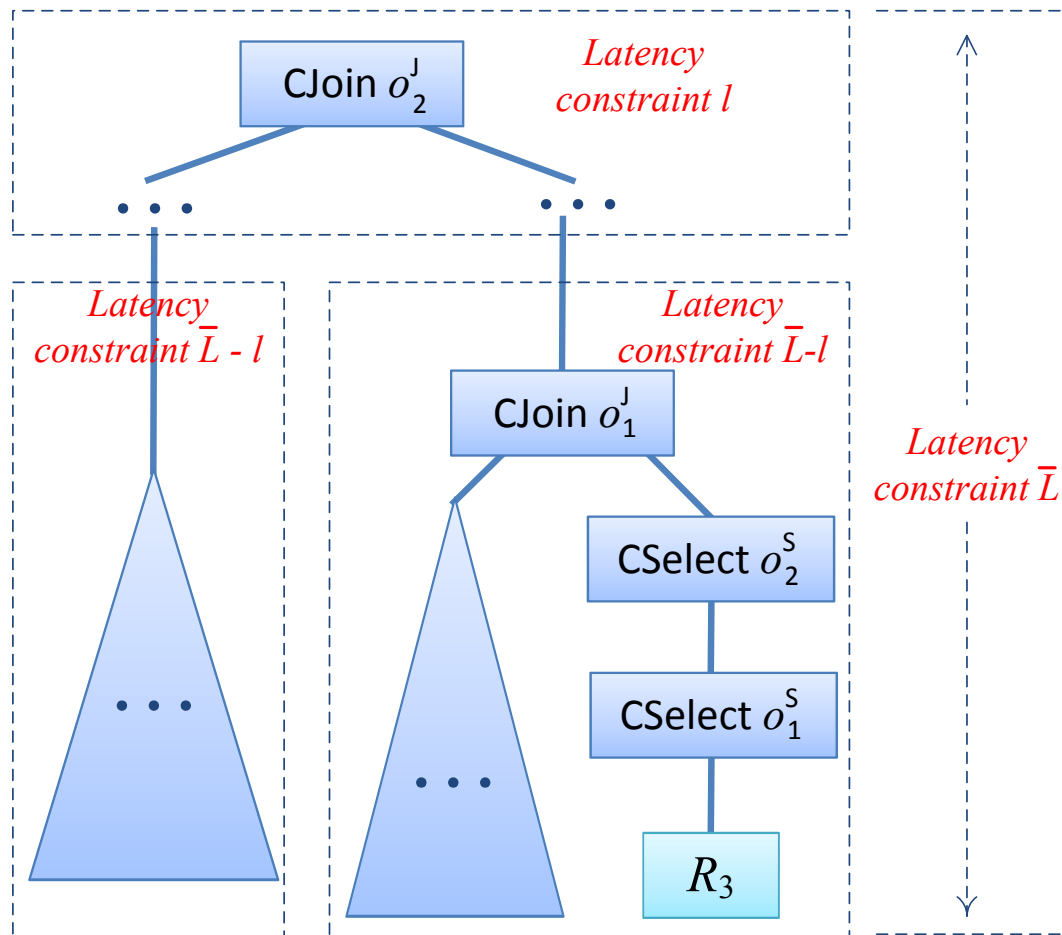 CJoin o₂ᴶ
Latency
constraint l
• • •
• • •
Latency
constraint L̅ - l
Latency
constraint L̅-l
CJoin o₁ᴶ
Latency
constraint L̅
CSelect o₂ˢ
CSelect o₁ˢ
• • •
• • •
R₃